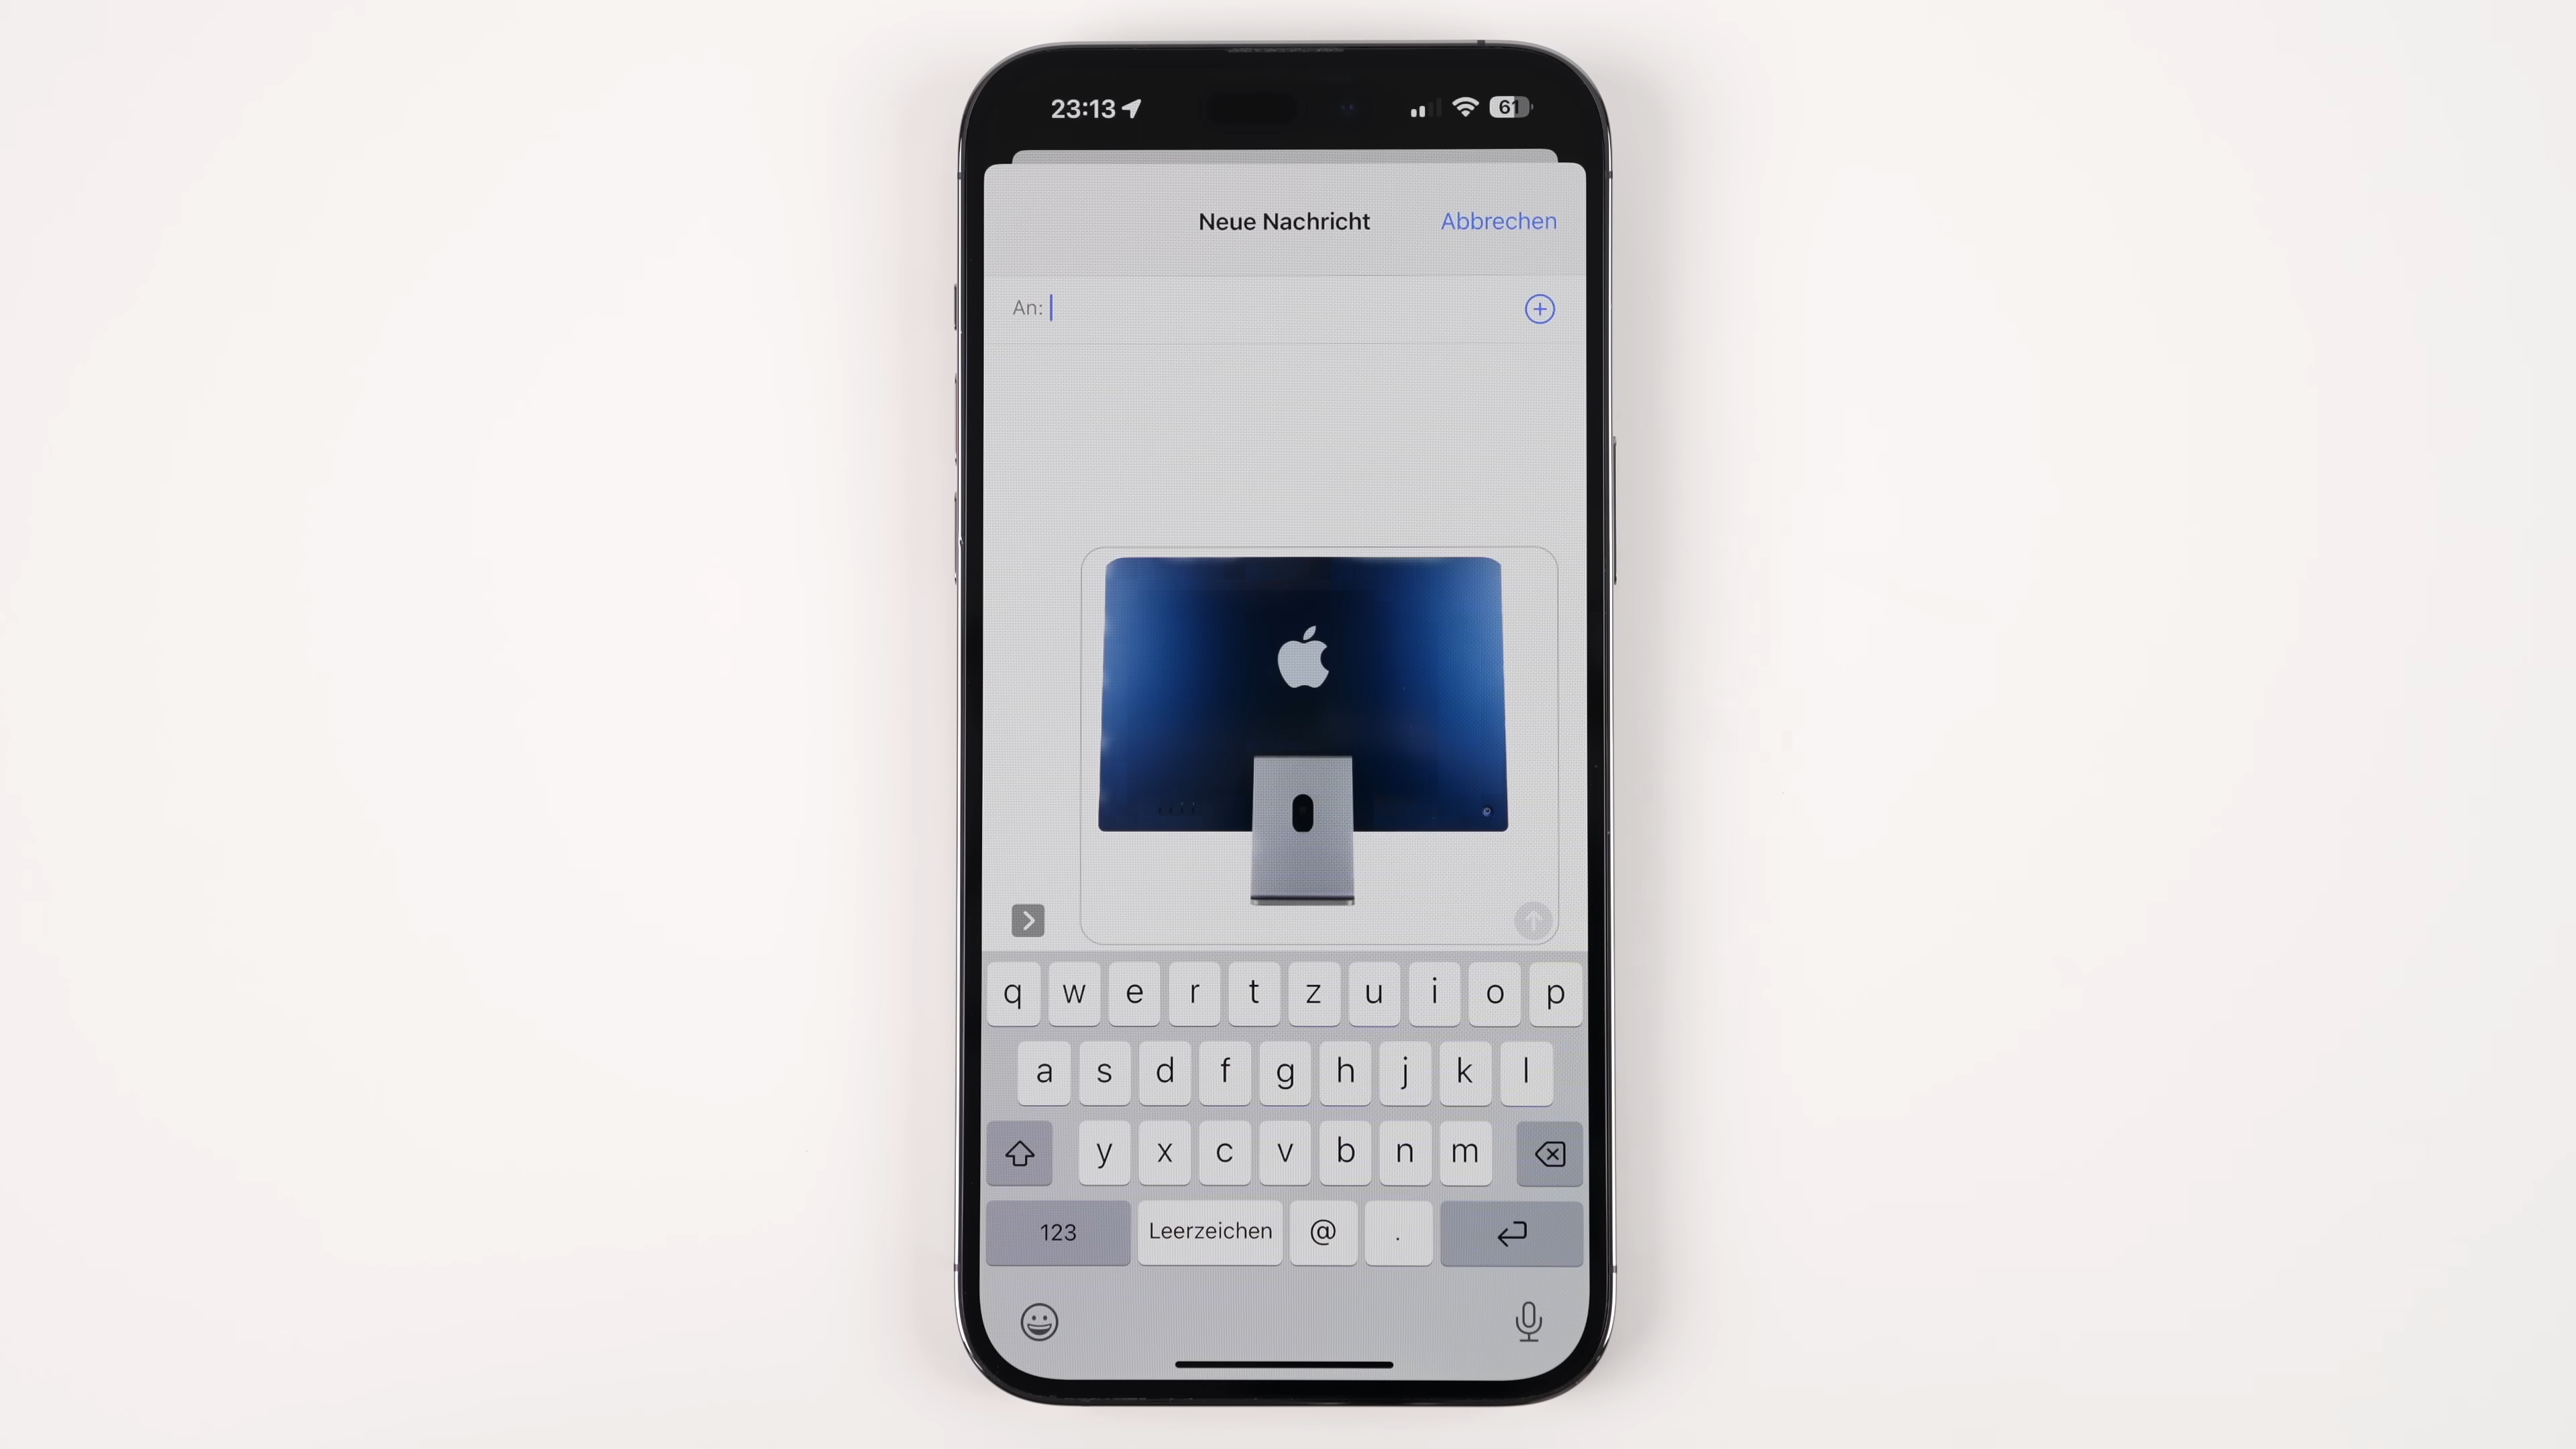 23:13 61
Neue Nachricht Abbrechen
An:
q w e r t z u i o p
a s d f g h j k l
y x c v b n m
123 Leerzeichen @ .